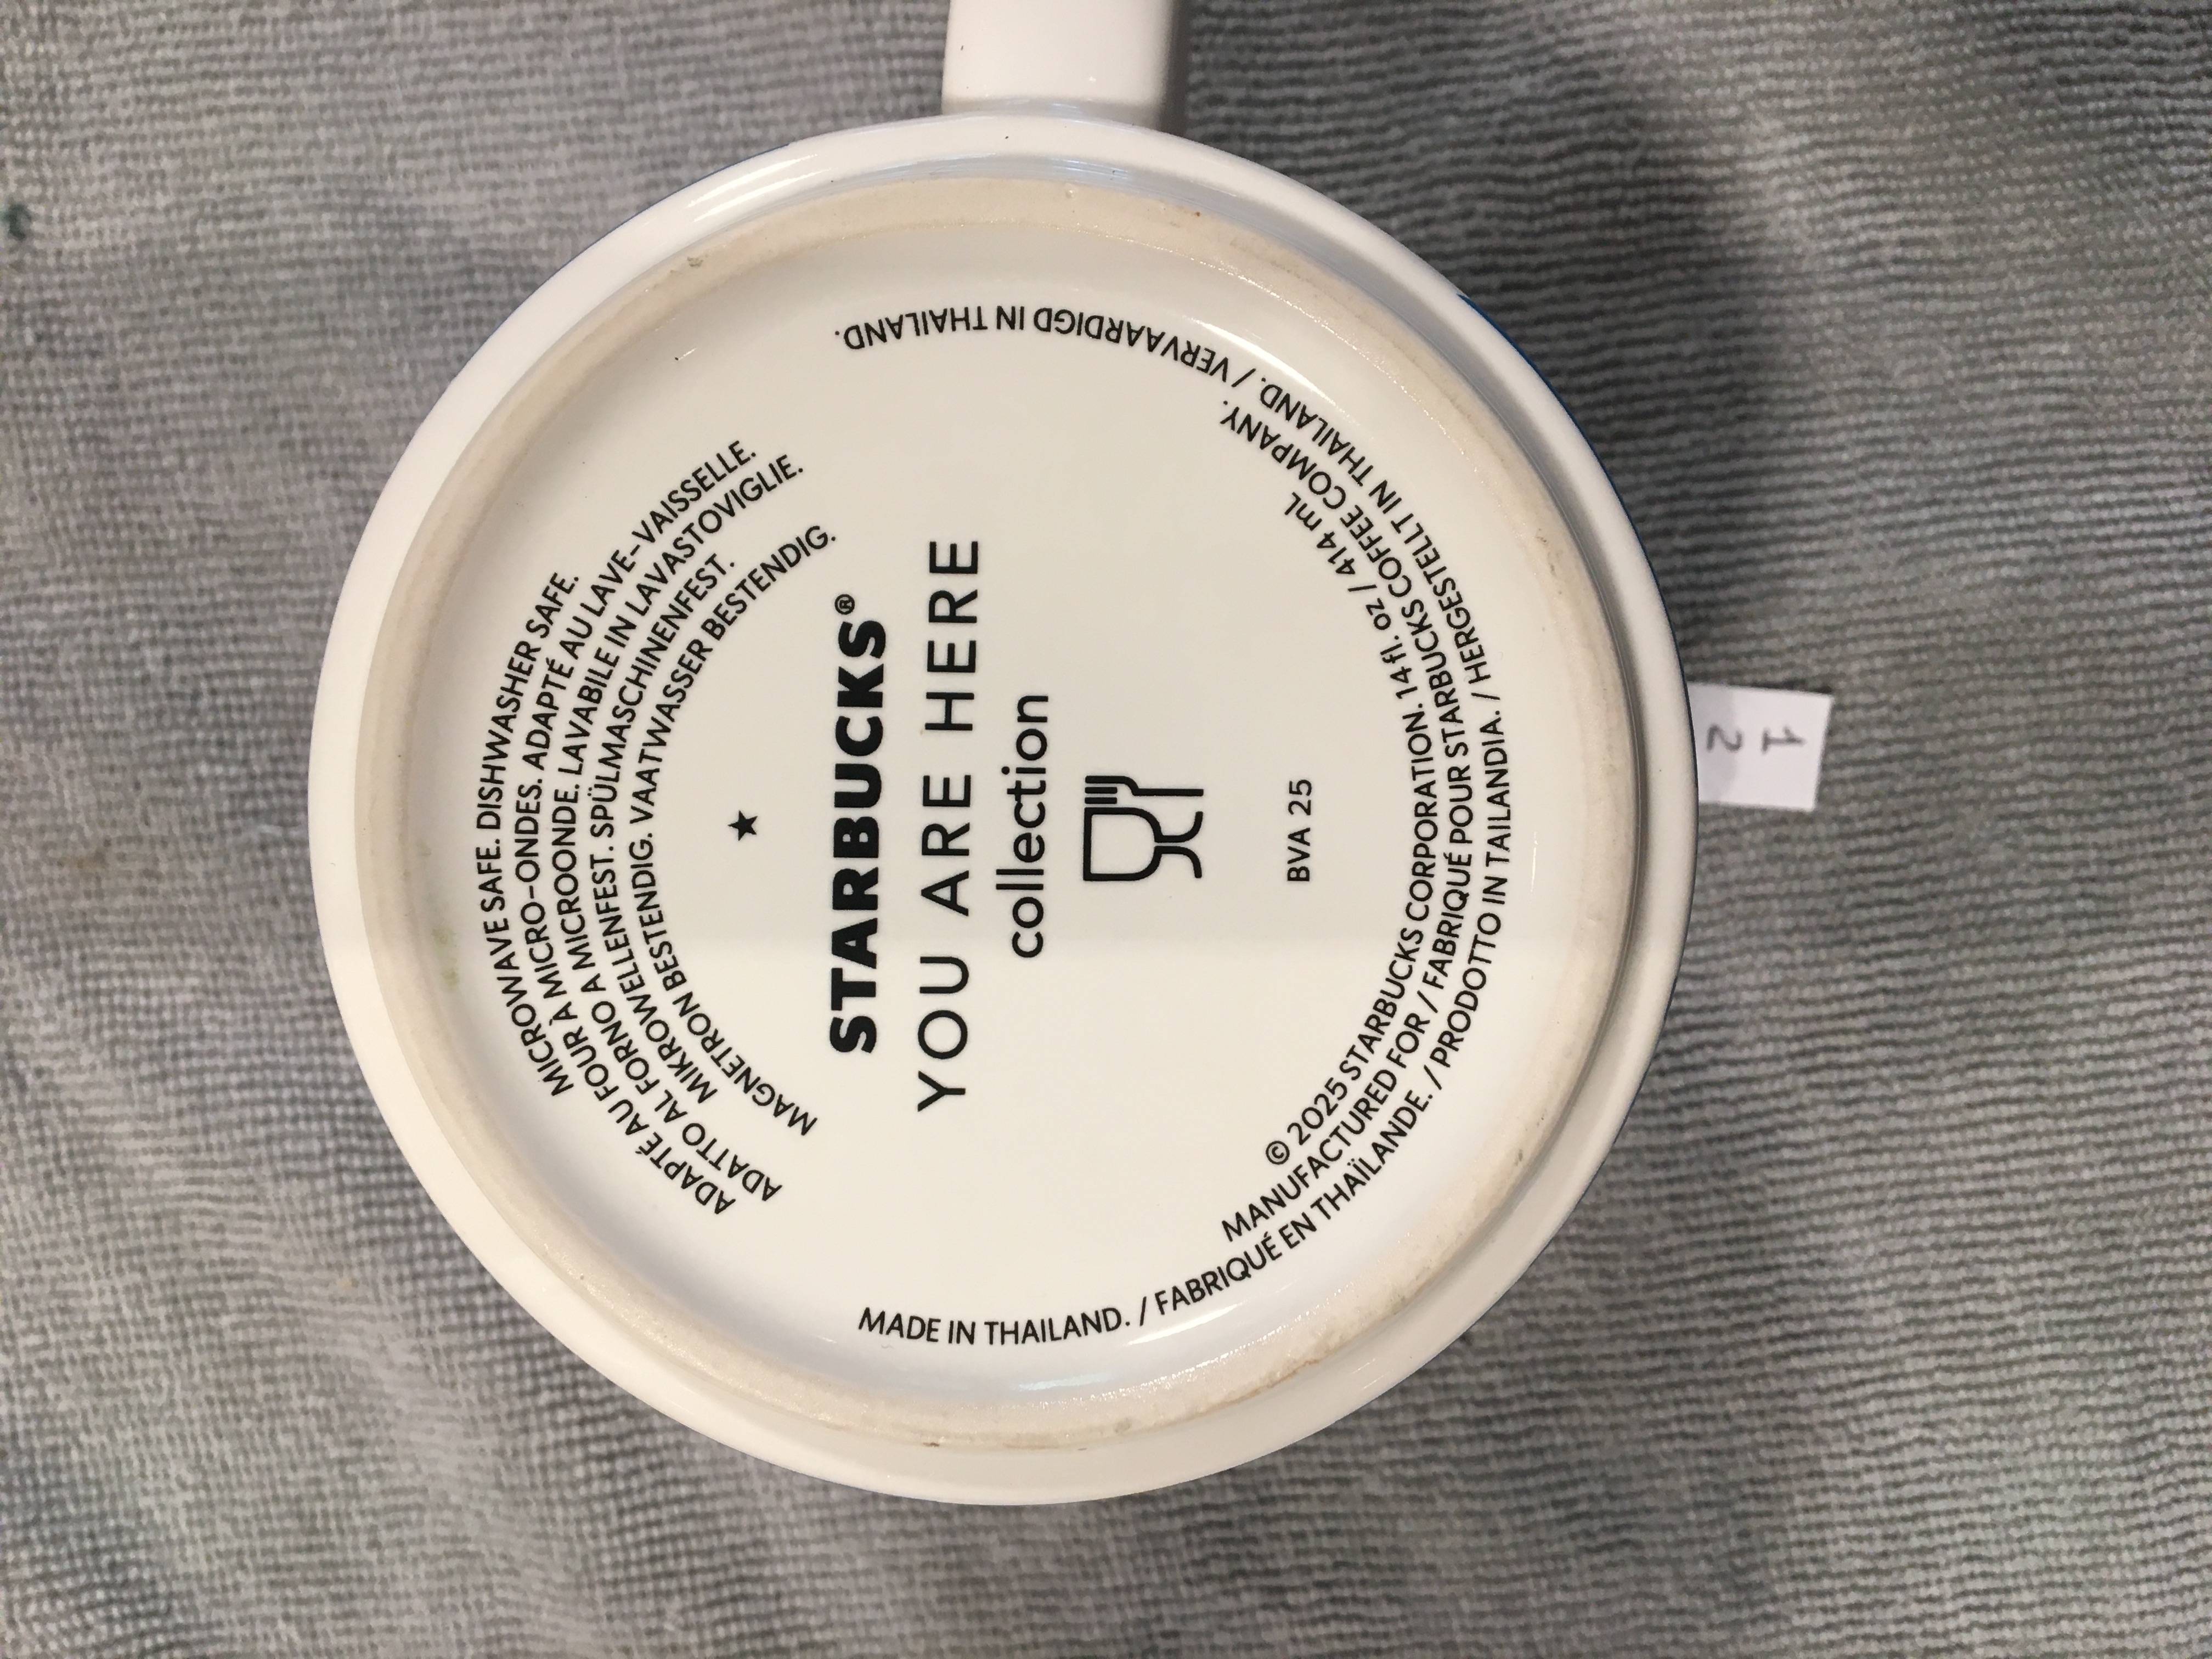 MICROWAVE SAFE. DISHWASHER SAFE.
ADAPTÉ AU FOUR À MICRO-ONDES. ADAPTÉ AU LAVE-VAISSELLE.
ADATTO AL FORNO A MICROONDE. LAVABILE IN LAVASTOVIGLIE.
MIKROWELLENFEST. SPÜLMASCHINENFEST.
MAGNETRON BESTENDIG. VAATWASSER BESTENDIG.
STARBUCKS®
YOU ARE HERE
collection
BVA 25
© 2025 STARBUCKS CORPORATION. 14 fl. oz / 414 mL
MANUFACTURED FOR / FABRIQUÉ POUR STARBUCKS COFFEE COMPANY.
MADE IN THAILAND. / FABRIQUÉ EN THAÏLANDE. / PRODOTTO IN TAILANDIA. / HERGESTELLT IN THAILAND. / VERVAARDIGD IN THAILAND.
1
2